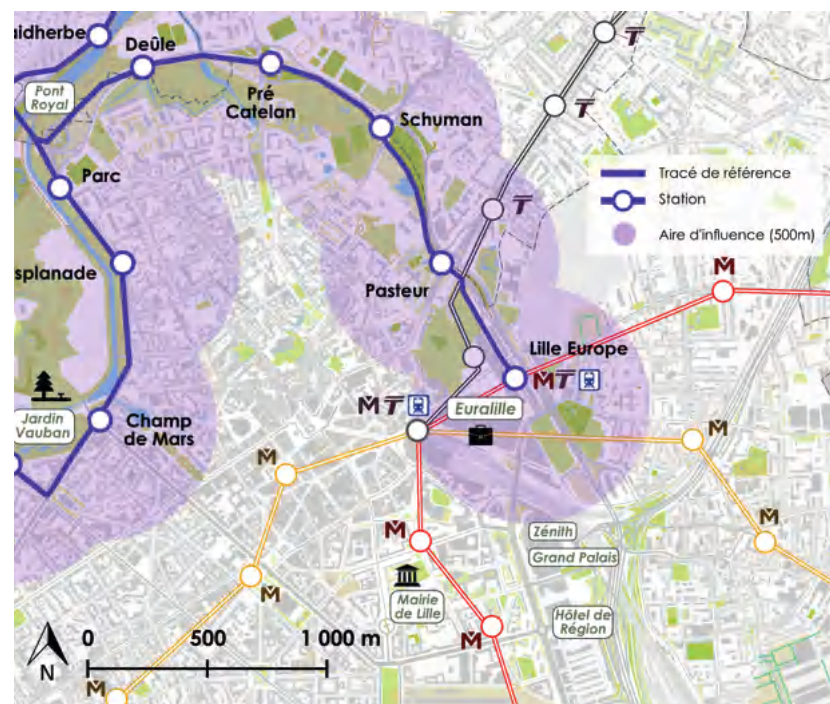 aidherbe
Deûle
Pont
Royal
Pré
Catelan
Schuman
Parc
splanade
Pasteur
Jardin
Vauban
Champ
de Mars
T
T
T
Tracé de référence
Station
Aire d'influence (500m)
M
Lille Europe
M T
M T
Euralille
M
M
M
M
M
M
M
M
Zénith
Grand Palais
Mairie
de Lille
Hôtel de
Région
N
0 500 1 000 m